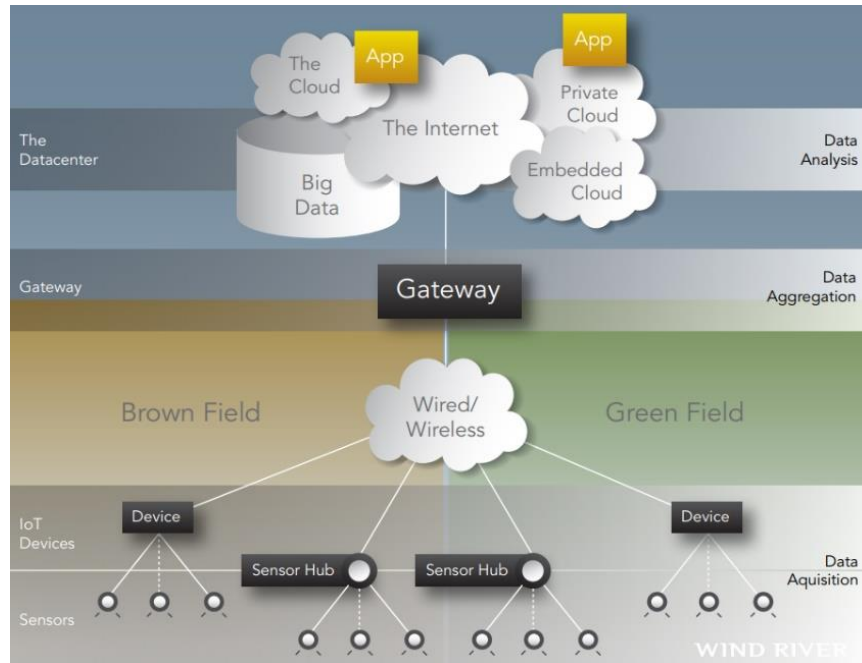 App
App
The
Cloud
Private
Cloud
The Internet
The
Datacenter
Data
Analysis
Embedded
Cloud
Big
Data
Gateway
Gateway
Data
Aggregation
Brown Field
Wired/
Wireless
Green Field
Device
Device
IoT
Devices
Sensor Hub
Sensor Hub
Data
Aquisition
Sensors
WIND RIVER